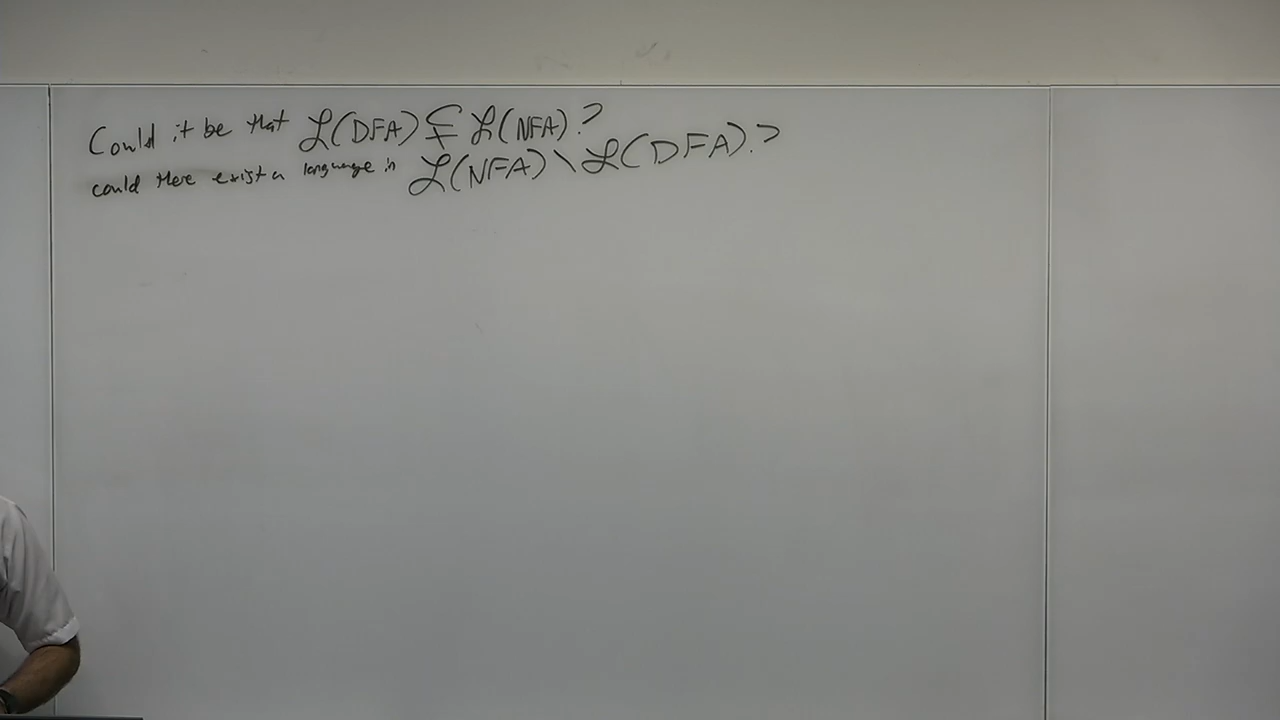 Could it be that ℒ(DFA) ⊊ ℒ(NFA)?
could there exist a language in ℒ(NFA) \ ℒ(DFA)?